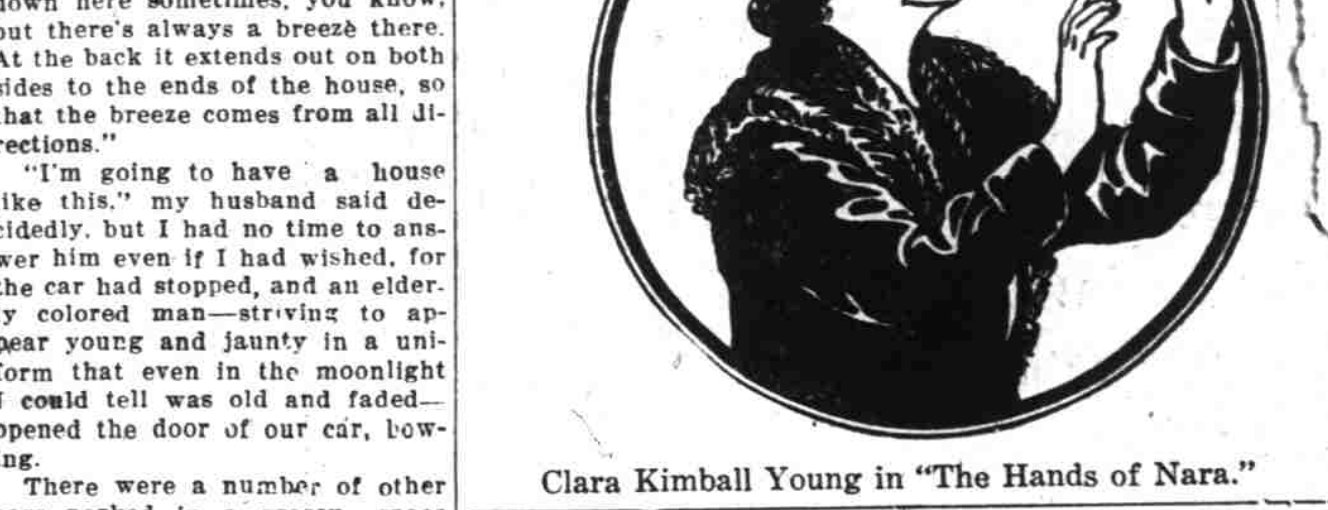 down here sometimes, you know,
but there's always a breeze there.
At the back it extends out on both
sides to the ends of the house, so
that the breeze comes from all di-
rections."
"I'm going to have a house
like this." my husband said de-
cidedly, but I had no time to ans-
wer him even if I had wished, for
the car had stopped, and an elder-
ly colored man—striving to ap-
pear young and jaunty in a uni-
form that even in the moonlight
I could tell was old and faded—
opened the door of our car, bow-
ing.
There were a number of other
Clara Kimball Young in "The Hands of Nara."